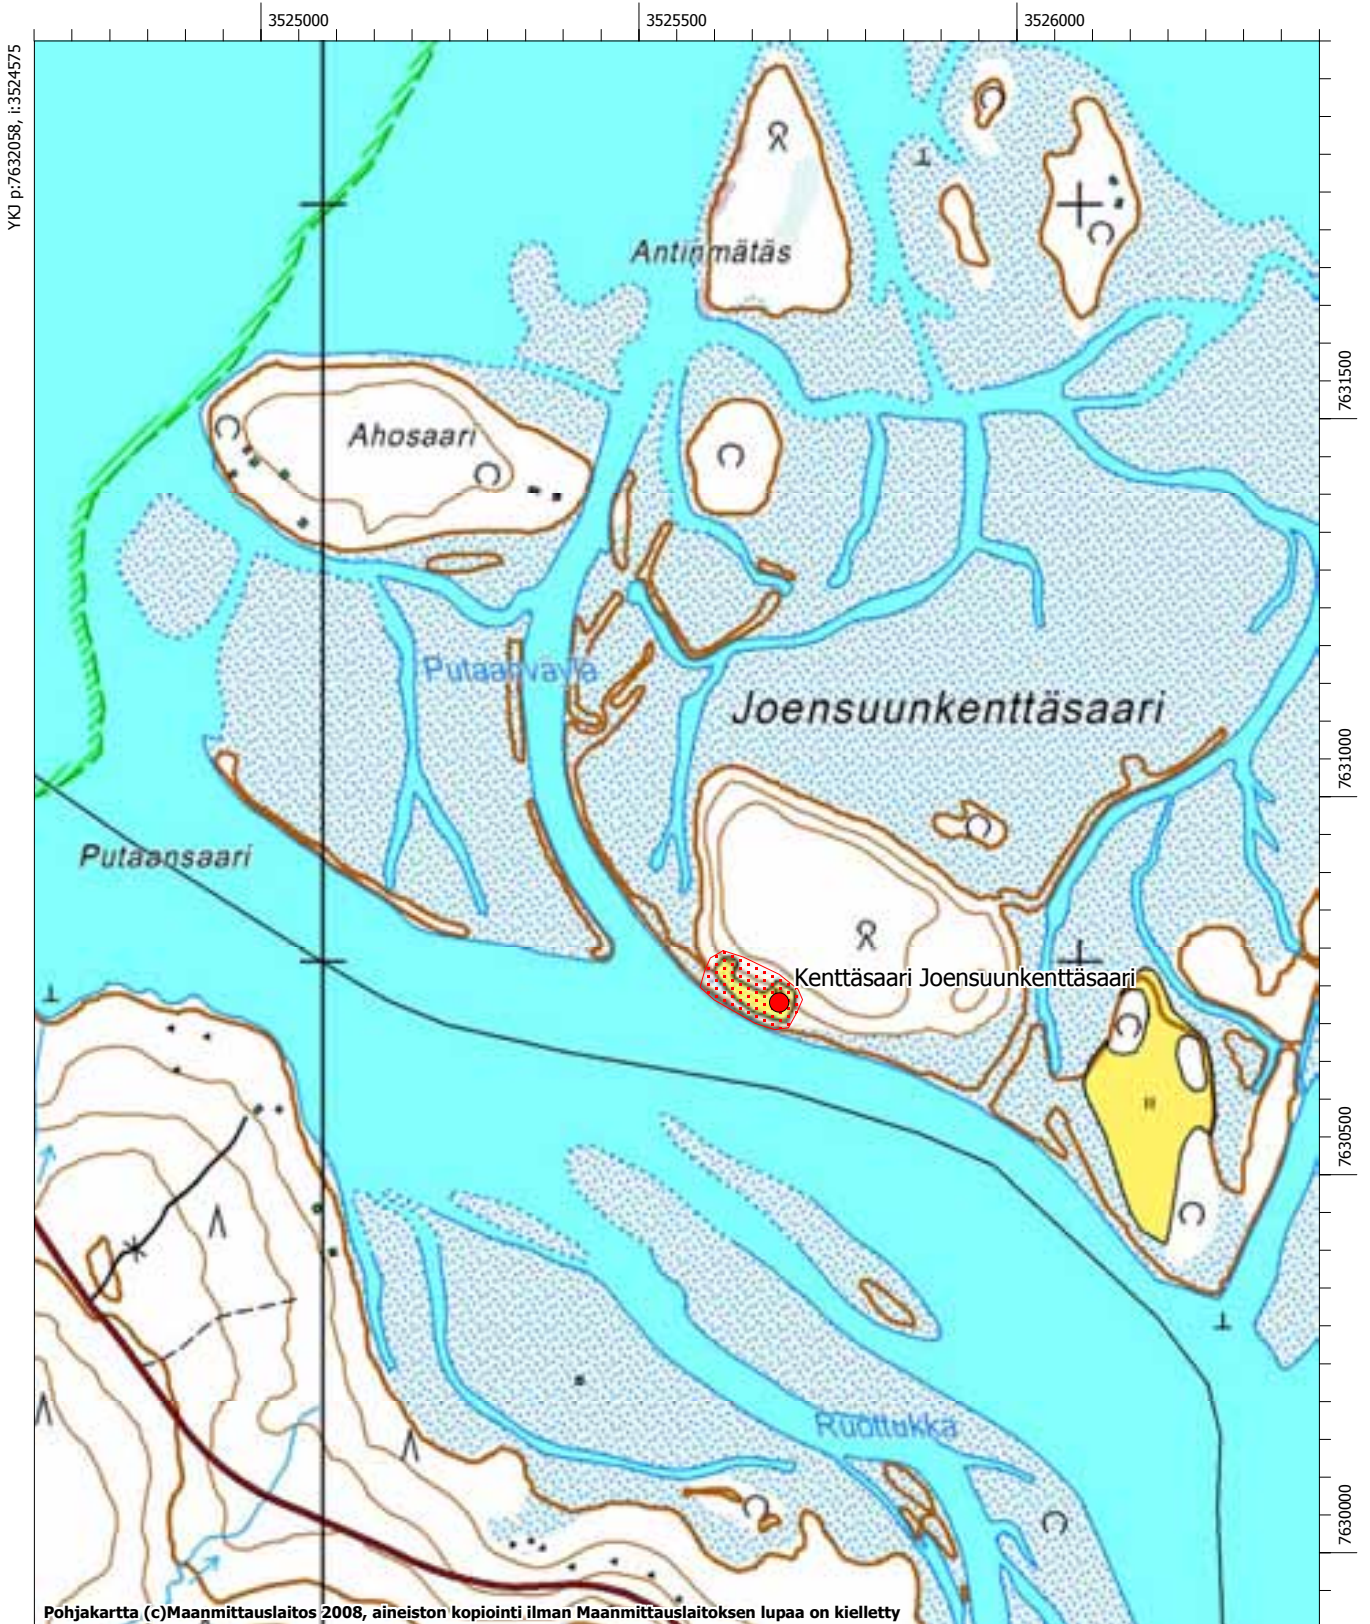 3525000
3525500
3526000
YKJ p:7632058, i:3524575
Antinmätäs
7631500
Ahosaari
Putaanväylä
Joensuunkenttäsaari
7631000
Putaansaari
Kenttäsaari Joensuunkenttäsaari
7630500
Ruottukka
7630000
Pohjakartta (c)Maanmittauslaitos 2008, aineiston kopiointi ilman Maanmittauslaitoksen lupaa on kielletty